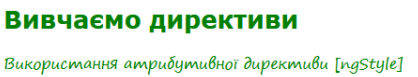 Вивчаємо директиви
Використання атрибутивної директиви [ngStyle]